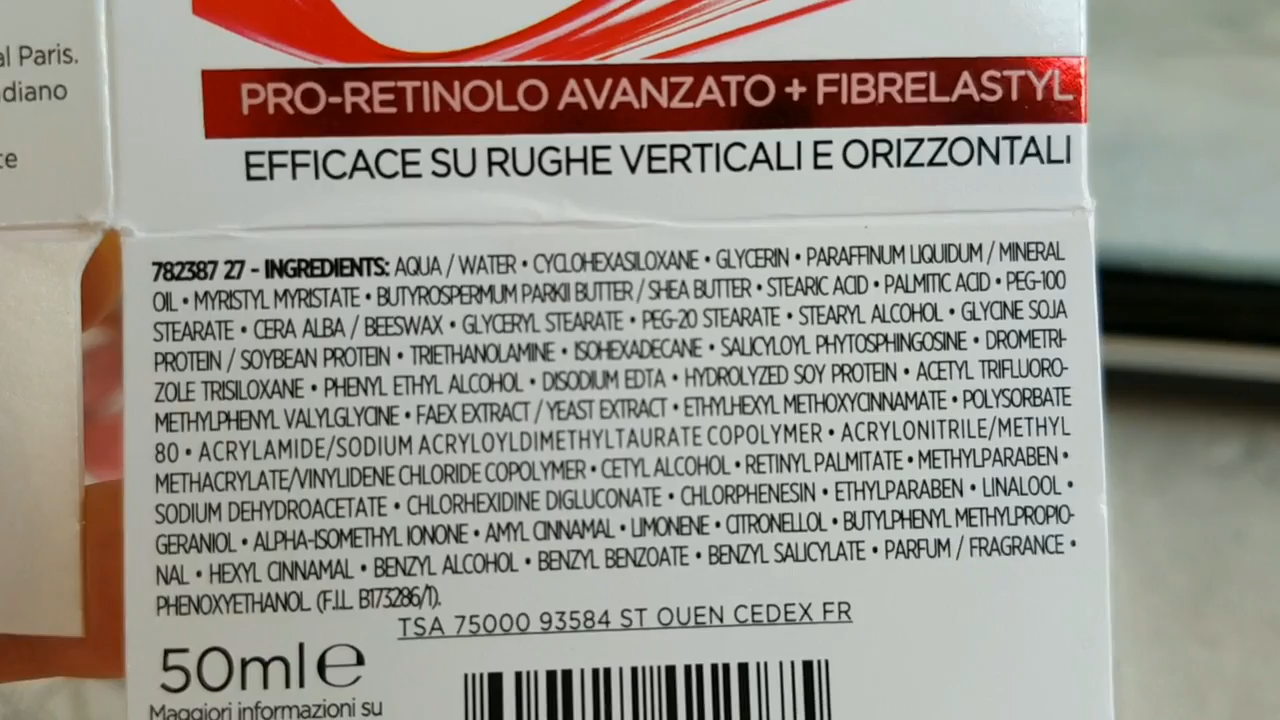 al Paris.
diano
te
PRO-RETINOLO AVANZATO + FIBRELASTYL
EFFICACE SU RUGHE VERTICALI E ORIZZONTALI
782387 27 - INGREDIENTS: AQUA / WATER • CYCLOHEXASILOXANE • GLYCERIN • PARAFFINUM LIQUIDUM / MINERAL
OIL • MYRISTYL MYRISTATE • BUTYROSPERMUM PARKII BUTTER / SHEA BUTTER • STEARIC ACID • PALMITIC ACID • PEG-100
STEARATE • CERA ALBA / BEESWAX • GLYCERYL STEARATE • PEG-20 STEARATE • STEARYL ALCOHOL • GLYCINE SOJA
PROTEIN / SOYBEAN PROTEIN • TRIETHANOLAMINE • ISOHEXADECANE • SALICYLOYL PHYTOSPHINGOSINE • DROMETRI-
ZOLE TRISILOXANE • PHENYL ETHYL ALCOHOL • DISODIUM EDTA • HYDROLYZED SOY PROTEIN • ACETYL TRIFLUORO-
METHYLPHENYL VALYLGLYCINE • FAEX EXTRACT / YEAST EXTRACT • ETHYLHEXYL METHOXYCINNAMATE • POLYSORBATE
80 • ACRYLAMIDE/SODIUM ACRYLOYLDIMETHYLTAURATE COPOLYMER • ACRYLONITRILE/METHYL
METHACRYLATE/VINYLIDENE CHLORIDE COPOLYMER • CETYL ALCOHOL • RETINYL PALMITATE • METHYLPARABEN •
SODIUM DEHYDROACETATE • CHLORHEXIDINE DIGLUCONATE • CHLORPHENESIN • ETHYLPARABEN • LINALOOL •
GERANIOL • ALPHA-ISOMETHYL IONONE • AMYL CINNAMAL • LIMONENE • CITRONELLOL • BUTYLPHENYL METHYLPROPIO-
NAL • HEXYL CINNAMAL • BENZYL ALCOHOL • BENZYL BENZOATE • BENZYL SALICYLATE • PARFUM / FRAGRANCE •
PHENOXYETHANOL (F.I.L. B173286/1).
TSA 75000 93584 ST OUEN CEDEX FR
50ml e
Maggiori informazioni su